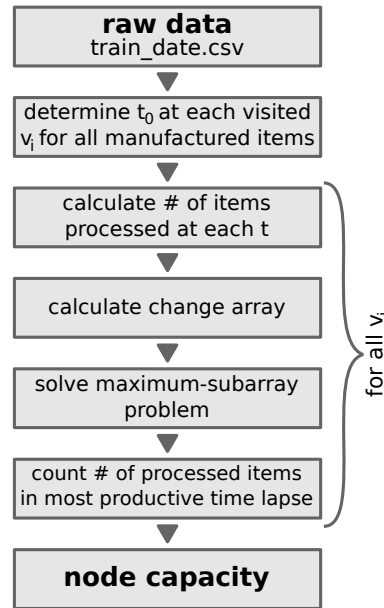 raw data
train_date.csv
determine t₀ at each visited
vᵢ for all manufactured items
calculate # of items
processed at each t
calculate change array
solve maximum-subarray
problem
count # of processed items
in most productive time lapse
node capacity
for all vᵢ